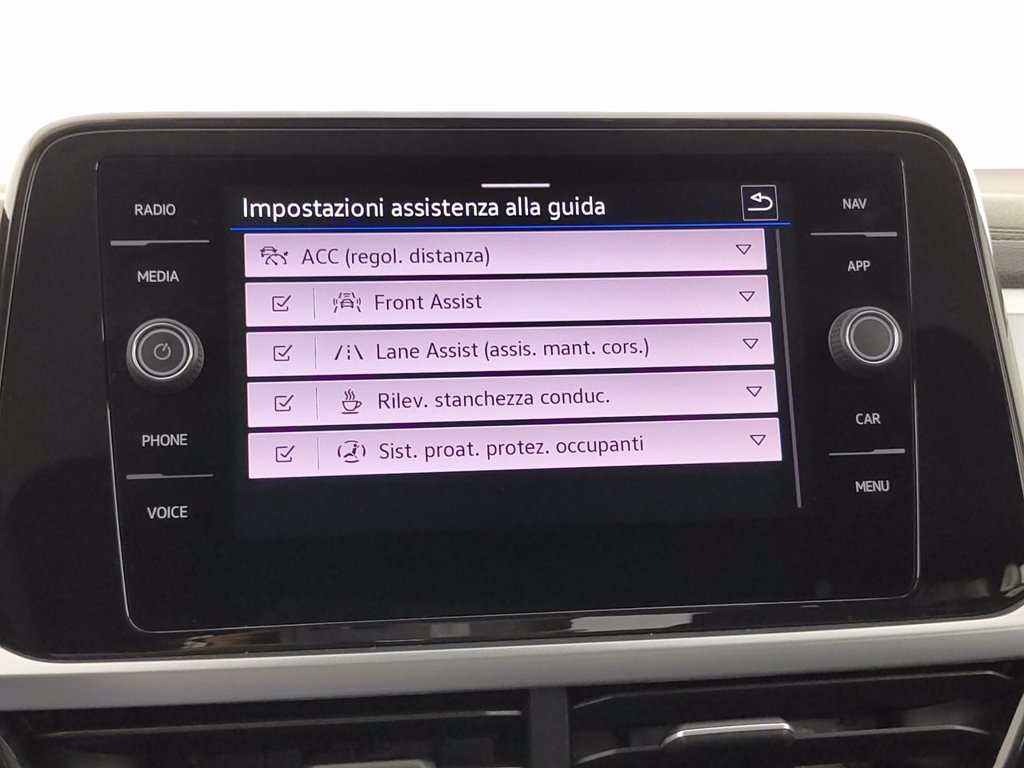 RADIO
MEDIA
PHONE
VOICE
Impostazioni assistenza alla guida
ACC (regol. distanza)
Front Assist
Lane Assist (assis. mant. cors.)
Rilev. stanchezza conduc.
Sist. proat. protez. occupanti
NAV
APP
CAR
MENU